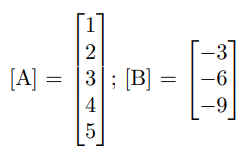 [A] = [1 2 3 4 5]; [B] = [−3 −6 −9]